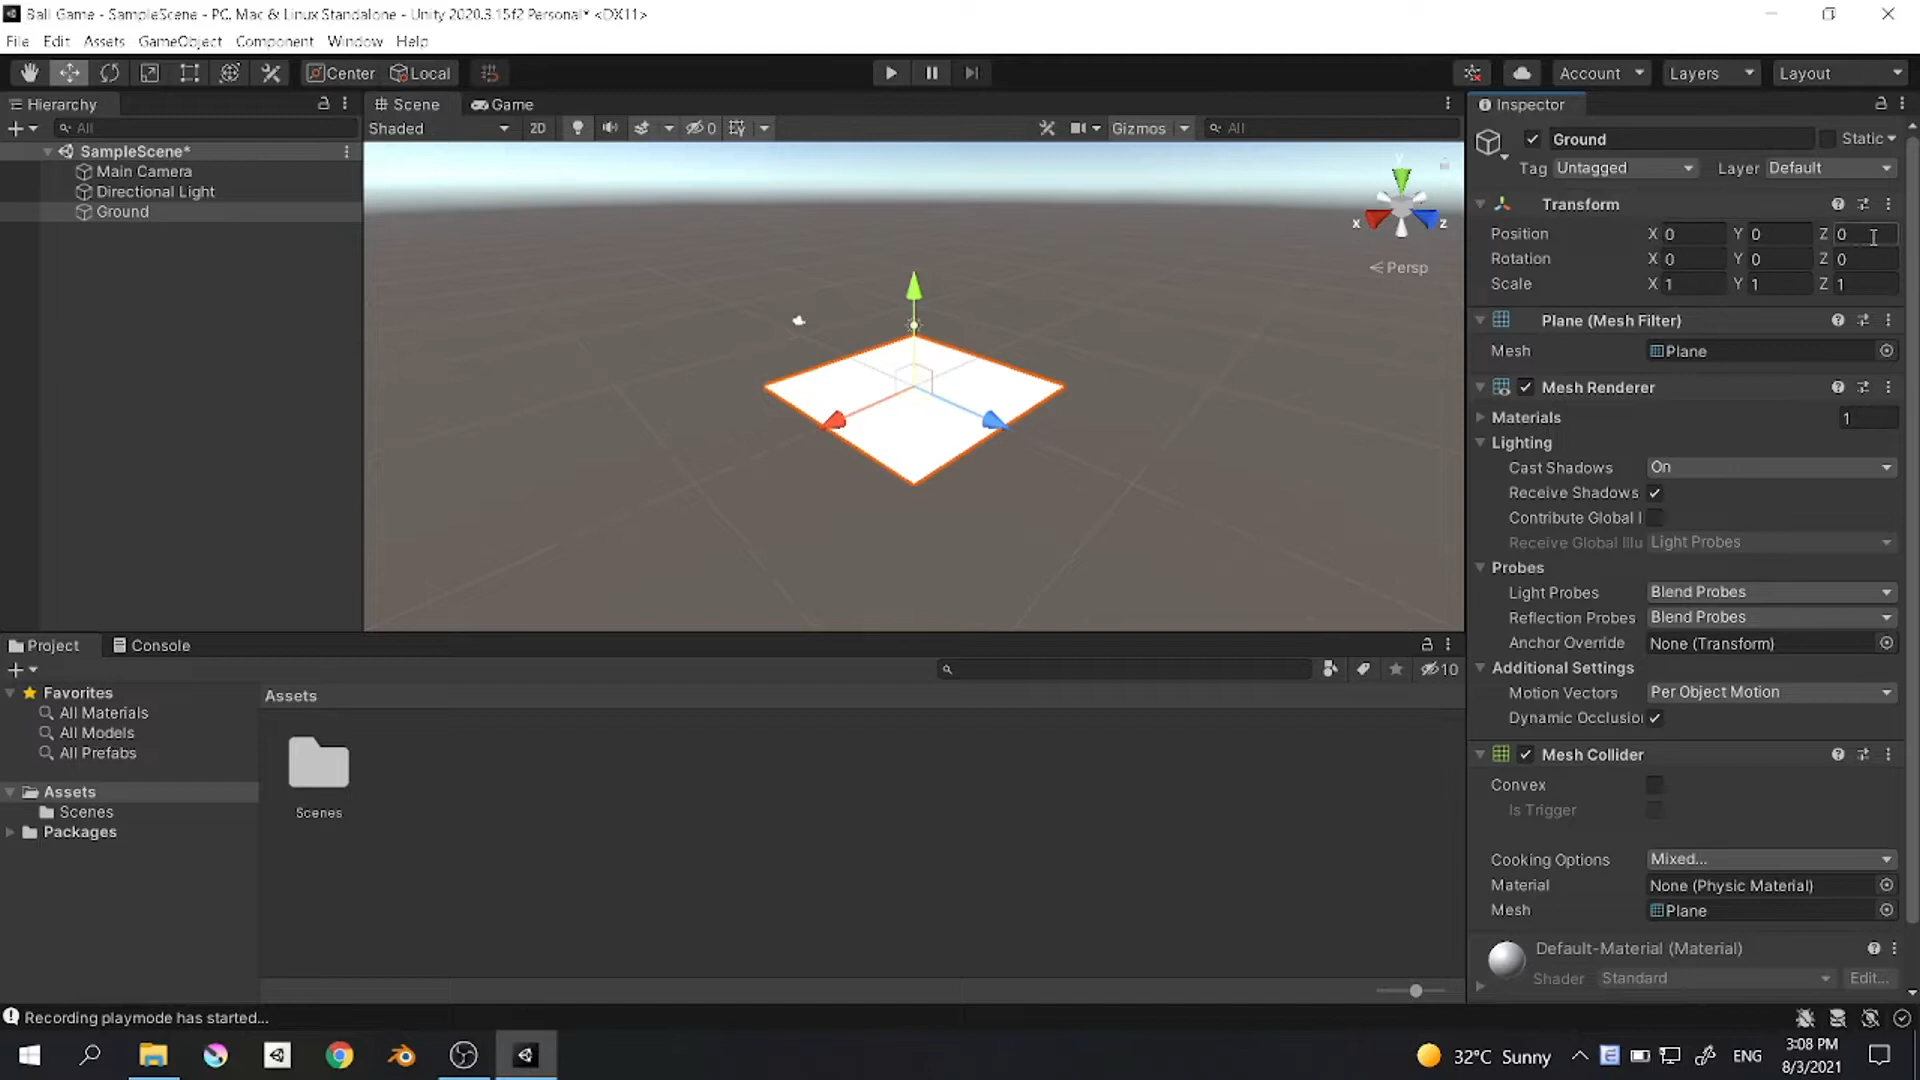 Ball Game - SampleScene - PC, Mac & Linux Standalone - Unity 2020.3.15f2 Personal* <DX11>
File Edit Assets GameObject Component Window Help
Center Local Account Layers Layout
Hierarchy
All
SampleScene*
Main Camera
Directional Light
Ground
Scene Game
Shaded 2D 0 Gizmos All
y
x z
Persp
Inspector
Ground Static
Tag Untagged Layer Default
Transform
Position X 0 Y 0 Z 0
Rotation X 0 Y 0 Z 0
Scale X 1 Y 1 Z 1
Plane (Mesh Filter)
Mesh Plane
Mesh Renderer
Materials 1
Lighting
Cast Shadows On
Receive Shadows
Contribute Global I
Receive Global Illu Light Probes
Probes
Light Probes Blend Probes
Reflection Probes Blend Probes
Anchor Override None (Transform)
Additional Settings
Motion Vectors Per Object Motion
Dynamic Occlusio
Mesh Collider
Convex
Is Trigger
Cooking Options Mixed...
Material None (Physic Material)
Mesh Plane
Default-Material (Material)
Shader Standard Edit...
Project Console
10
Favorites
All Materials
All Models
All Prefabs
Assets
Scenes
Packages
Assets
Scenes
Recording playmode has started...
32°C Sunny ENG 3:08 PM
8/3/2021